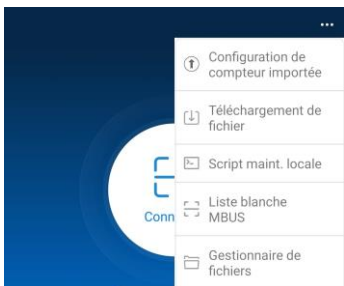 Configuration de
compteur importée
Téléchargement de
fichier
Script maint. locale
Liste blanche
MBUS
Conn
Gestionnaire de
fichiers